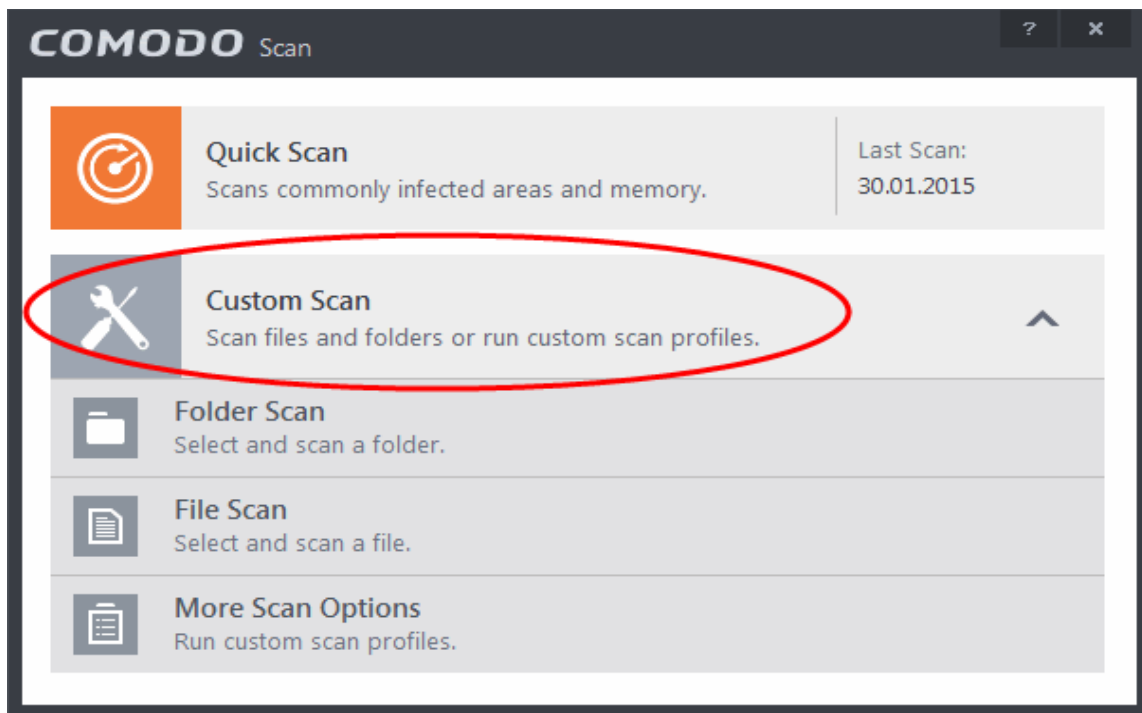 COMODO Scan
? ×
Quick Scan
Scans commonly infected areas and memory.
Last Scan:
30.01.2015
Custom Scan
Scan files and folders or run custom scan profiles.
Folder Scan
Select and scan a folder.
File Scan
Select and scan a file.
More Scan Options
Run custom scan profiles.